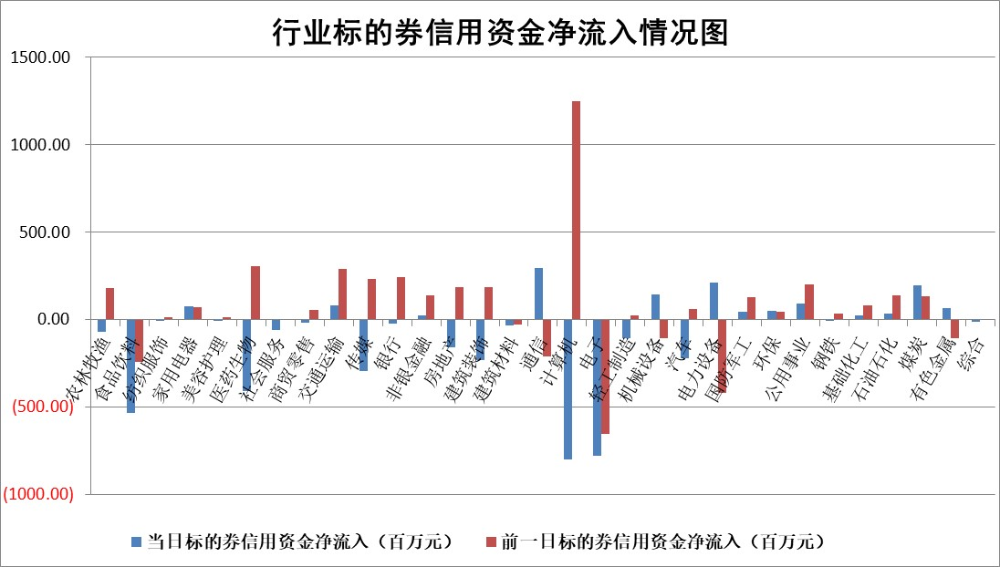 行业标的券信用资金净流入情况图
1500.00
1000.00
500.00
0.00
(500.00)
(1000.00)
农林牧渔
食品饮料
纺织服饰
家用电器
美容护理
医药生物
社会服务
商贸零售
交通运输
传媒
银行
非银金融
房地产
建筑装饰
建筑材料
通信
计算机
电子
轻工制造
机械设备
汽车
电力设备
国防军工
环保
公用事业
钢铁
基础化工
石油石化
煤炭
有色金属
综合
当日标的券信用资金净流入（百万元）
前一日标的券信用资金净流入（百万元）